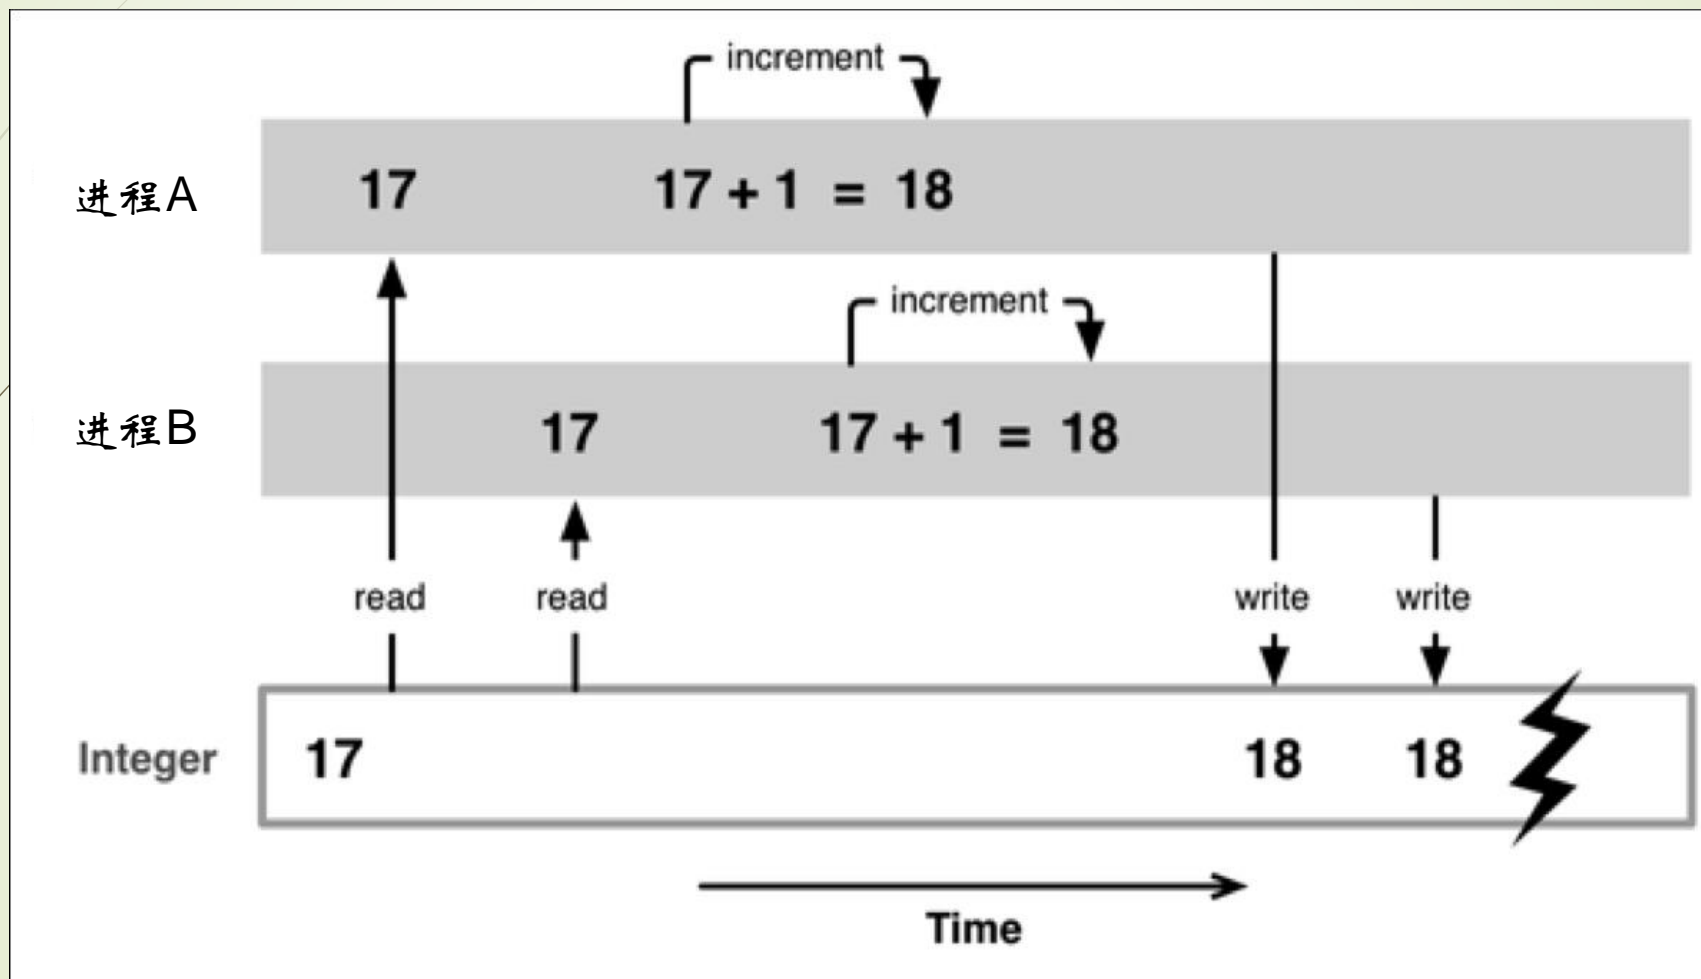 increment
进程A 17 17 + 1 = 18
increment
进程B 17 17 + 1 = 18
read read write write
Integer 17 18 18
Time